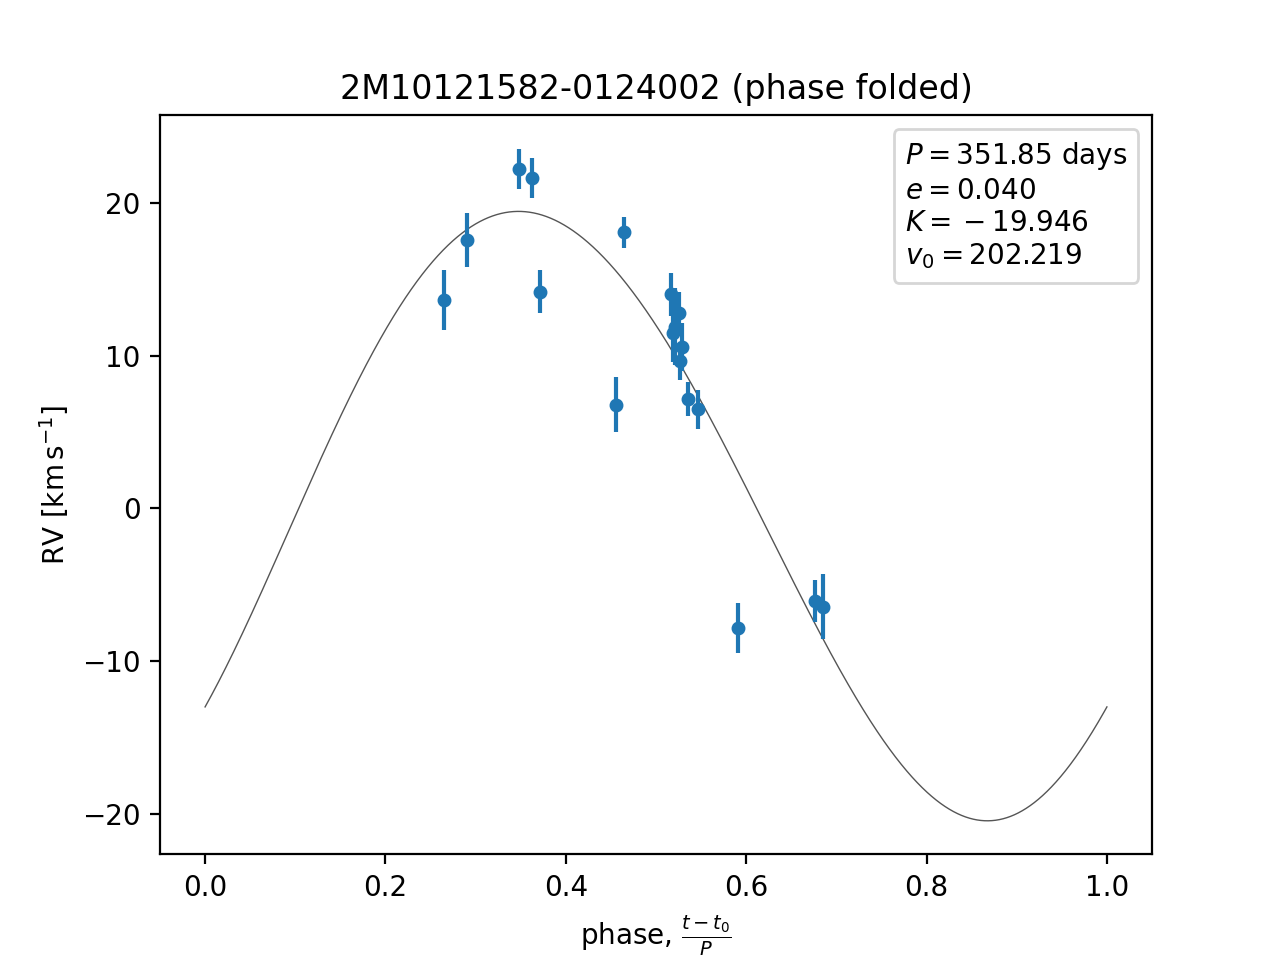 2M10121582-0124002 (phase folded)
P = 351.85 days
e = 0.040
K = −19.946
v₀ = 202.219
20
10
0
−10
−20
RV [km s⁻¹]
0.0 0.2 0.4 0.6 0.8 1.0
phase, (t − t₀)/P